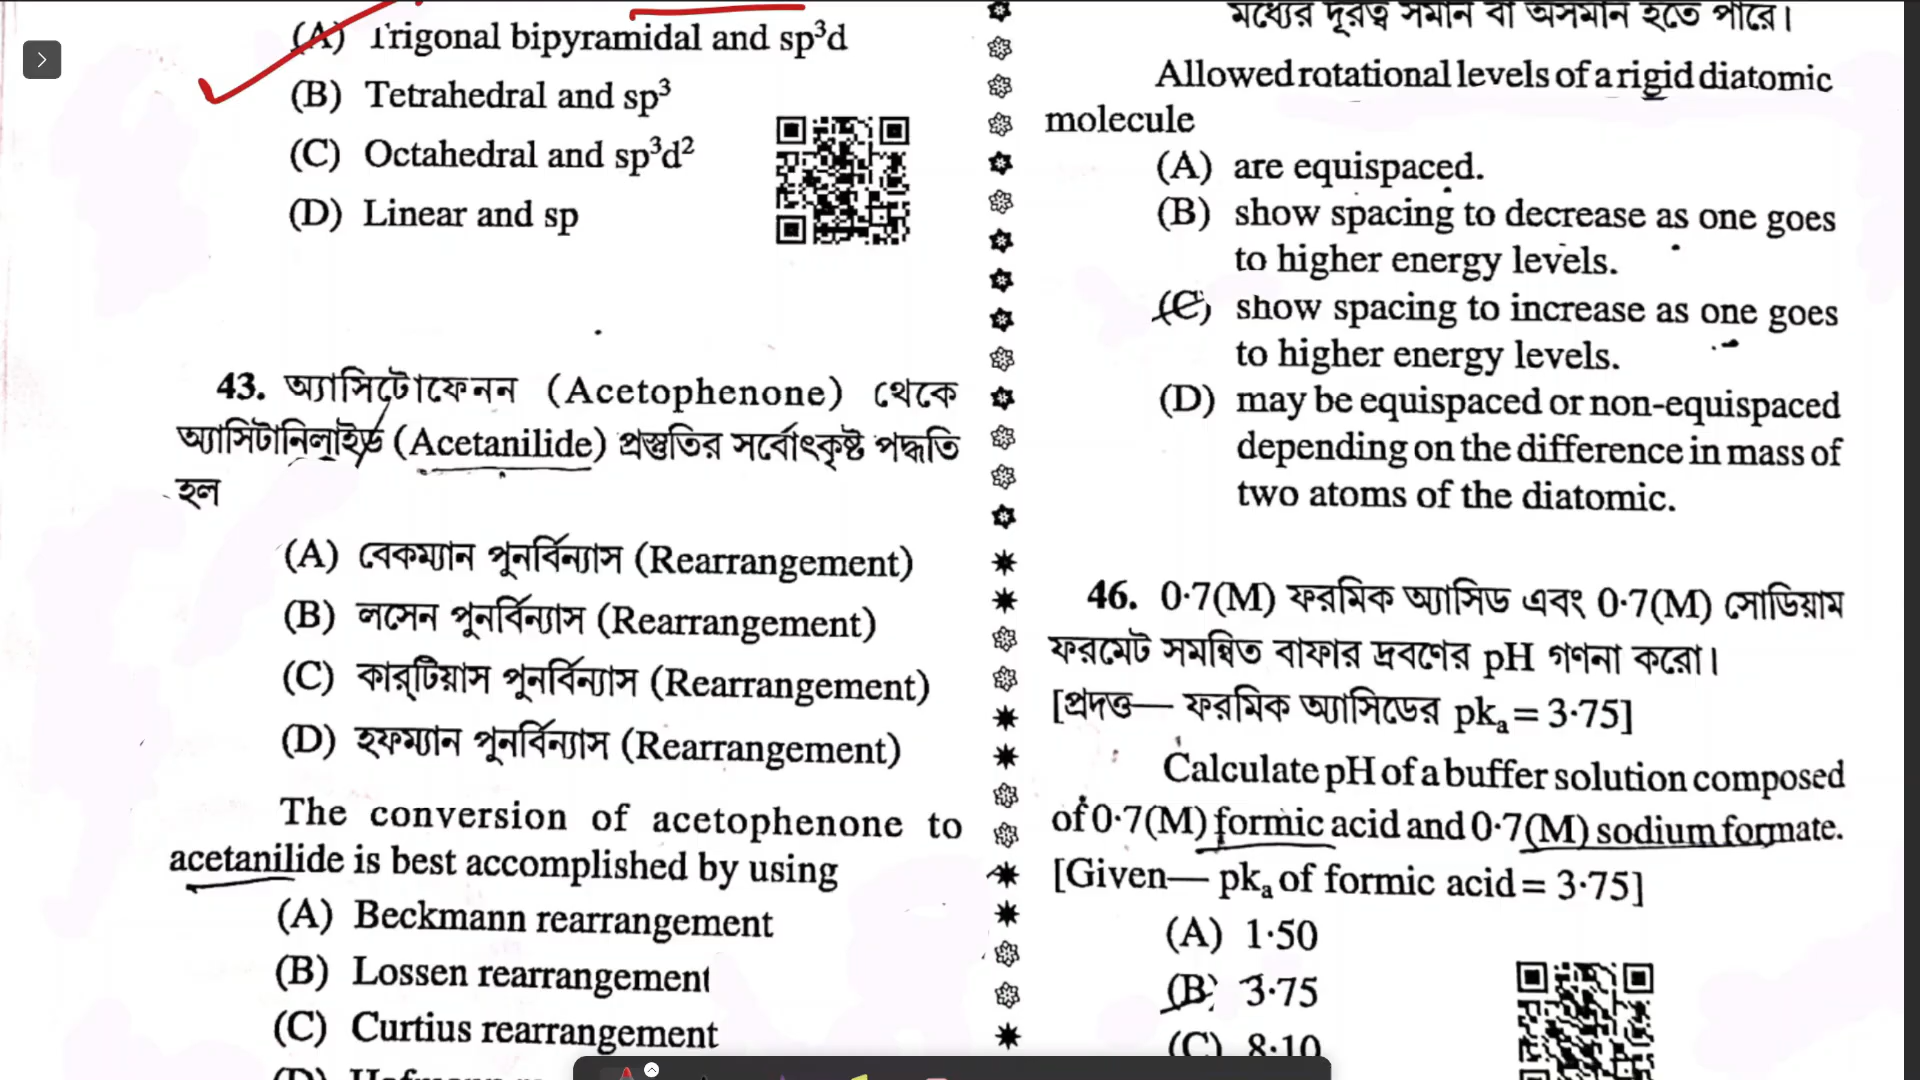 (A) Trigonal bipyramidal and sp³d
(B) Tetrahedral and sp³
(C) Octahedral and sp³d²
(D) Linear and sp
43. অ্যাসিটোফেনন (Acetophenone) থেকে
অ্যাসিটানিলাইড (Acetanilide) প্রস্তুতির সর্বোৎকৃষ্ট পদ্ধতি
হল
(A) বেকম্যান পুনর্বিন্যাস (Rearrangement)
(B) লসেন পুনর্বিন্যাস (Rearrangement)
(C) কার্টিয়াস পুনর্বিন্যাস (Rearrangement)
(D) হফম্যান পুনর্বিন্যাস (Rearrangement)
The conversion of acetophenone to
acetanilide is best accomplished by using
(A) Beckmann rearrangement
(B) Lossen rearrangement
(C) Curtius rearrangement
মধ্যের দূরত্ব সমান বা অসমান হতে পারে।
Allowed rotational levels of a rigid diatomic
molecule
(A) are equispaced.
(B) show spacing to decrease as one goes
to higher energy levels.
(C) show spacing to increase as one goes
to higher energy levels.
(D) may be equispaced or non-equispaced
depending on the difference in mass of
two atoms of the diatomic.
46. 0·7(M) ফরমিক অ্যাসিড এবং 0·7(M) সোডিয়াম
ফরমেট সমন্বিত বাফার দ্রবণের pH গণনা করো।
[প্রদত্ত— ফরমিক অ্যাসিডের pkₐ = 3·75]
Calculate pH of a buffer solution composed
of 0·7(M) formic acid and 0·7(M) sodium formate.
[Given— pkₐ of formic acid = 3·75]
(A) 1·50
(B) 3·75
(C) 8·10